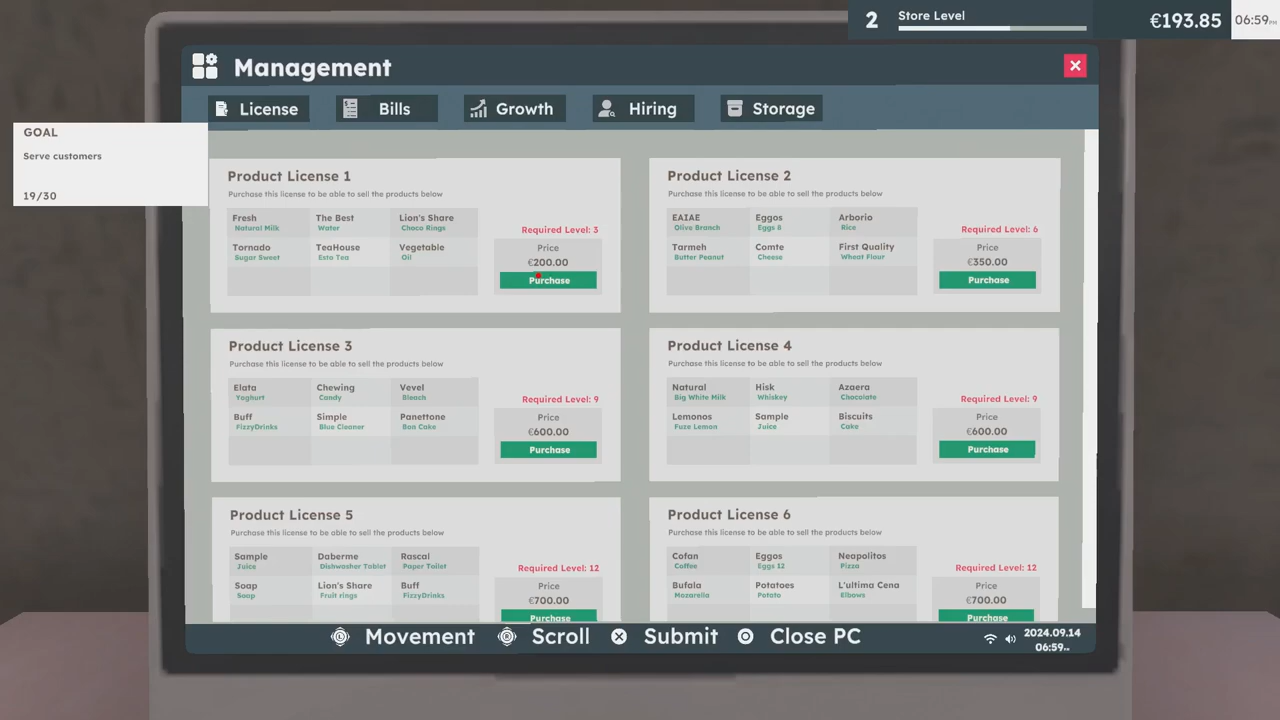 2
Store Level
€193.85
06:59PM
Management
License
Bills
Growth
Hiring
Storage
GOAL
Serve customers
19/30
Product License 1
Purchase this license to be able to sell the products below
Fresh
Natural Milk
The Best
Water
Lion's Share
Choco Rings
Tornado
Sugar Sweet
TeaHouse
Esto Tea
Vegetable
Oil
Required Level: 3
Price
€200.00
Purchase
Product License 2
Purchase this license to be able to sell the products below
EAIAE
Olive Branch
Eggos
Eggs 8
Arborio
Rice
Tarmeh
Butter Peanut
Comte
Cheese
First Quality
Wheat Flour
Required Level: 6
Price
€350.00
Purchase
Product License 3
Purchase this license to be able to sell the products below
Elata
Yoghurt
Chewing
Candy
Vevel
Bleach
Buff
FizzyDrinks
Simple
Blue Cleaner
Panettone
Ban Cake
Required Level: 9
Price
€600.00
Purchase
Product License 4
Purchase this license to be able to sell the products below
Natural
Big White Milk
Hisk
Whiskey
Azaera
Chocolate
Lemonos
Fuze Lemon
Sample
Juice
Biscuits
Cake
Required Level: 9
Price
€600.00
Purchase
Product License 5
Purchase this license to be able to sell the products below
Sample
Juice
Daberme
Dishwasher Tablet
Rascal
Paper Toilet
Soap
Soap
Lion's Share
Fruit rings
Buff
FizzyDrinks
Required Level: 12
Price
€700.00
Purchase
Product License 6
Purchase this license to be able to sell the products below
Cofan
Coffee
Eggos
Eggs 12
Neapolitos
Pizza
Bufala
Mozarella
Potatoes
Potato
L'ultima Cena
Elbows
Required Level: 12
Price
€700.00
Purchase
Movement
Scroll
Submit
Close PC
2024.09.14
06:59..